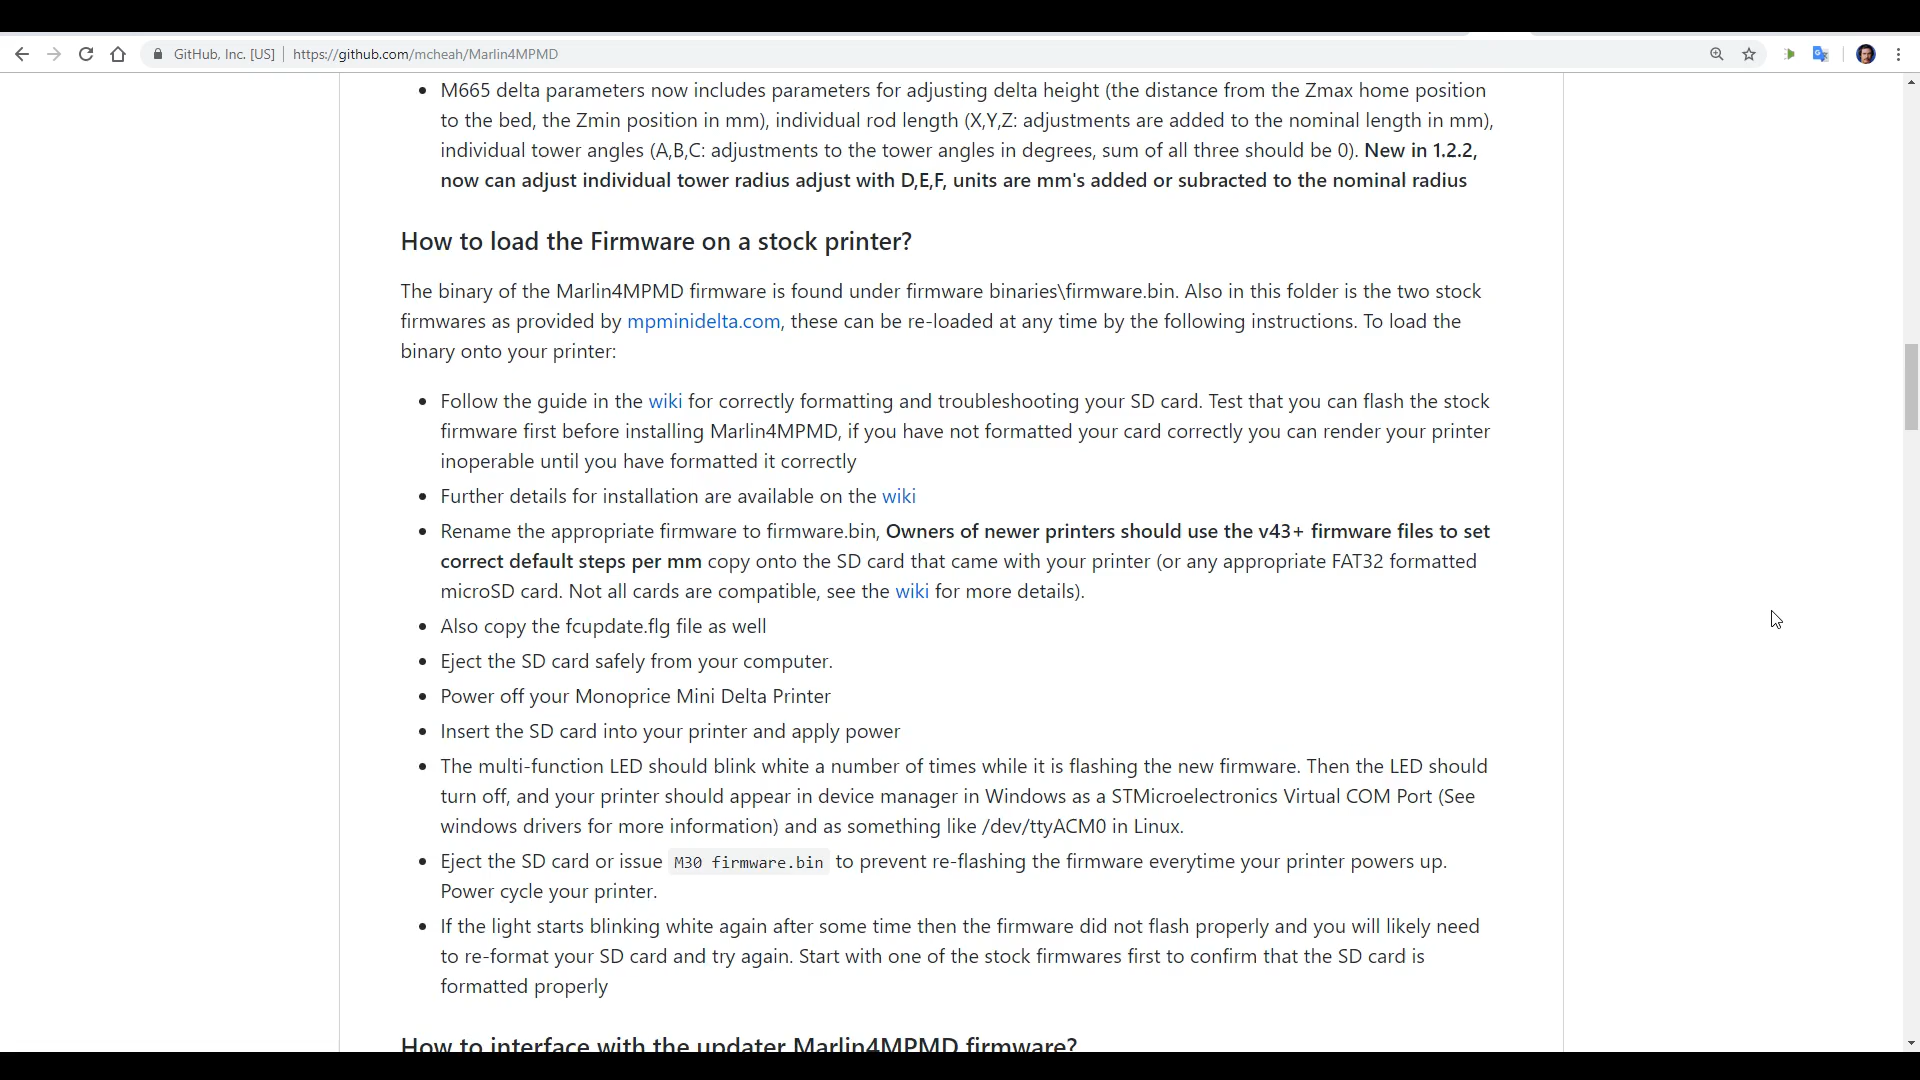 GitHub, Inc. [US] https://github.com/mcheah/Marlin4MPMD
M665 delta parameters now includes parameters for adjusting delta height (the distance from the Zmax home position
to the bed, the Zmin position in mm), individual rod length (X,Y,Z: adjustments are added to the nominal length in mm),
individual tower angles (A,B,C: adjustments to the tower angles in degrees, sum of all three should be 0). New in 1.2.2,
now can adjust individual tower radius adjust with D,E,F, units are mm's added or subracted to the nominal radius
How to load the Firmware on a stock printer?
The binary of the Marlin4MPMD firmware is found under firmware binaries\firmware.bin. Also in this folder is the two stock
firmwares as provided by mpminidelta.com, these can be re-loaded at any time by the following instructions. To load the
binary onto your printer:
Follow the guide in the wiki for correctly formatting and troubleshooting your SD card. Test that you can flash the stock
firmware first before installing Marlin4MPMD, if you have not formatted your card correctly you can render your printer
inoperable until you have formatted it correctly
Further details for installation are available on the wiki
Rename the appropriate firmware to firmware.bin, Owners of newer printers should use the v43+ firmware files to set
correct default steps per mm copy onto the SD card that came with your printer (or any appropriate FAT32 formatted
microSD card. Not all cards are compatible, see the wiki for more details).
Also copy the fcupdate.flg file as well
Eject the SD card safely from your computer.
Power off your Monoprice Mini Delta Printer
Insert the SD card into your printer and apply power
The multi-function LED should blink white a number of times while it is flashing the new firmware. Then the LED should
turn off, and your printer should appear in device manager in Windows as a STMicroelectronics Virtual COM Port (See
windows drivers for more information) and as something like /dev/ttyACM0 in Linux.
Eject the SD card or issue M30 firmware.bin to prevent re-flashing the firmware everytime your printer powers up.
Power cycle your printer.
If the light starts blinking white again after some time then the firmware did not flash properly and you will likely need
to re-format your SD card and try again. Start with one of the stock firmwares first to confirm that the SD card is
formatted properly
How to interface with the updater Marlin4MPMD firmware?